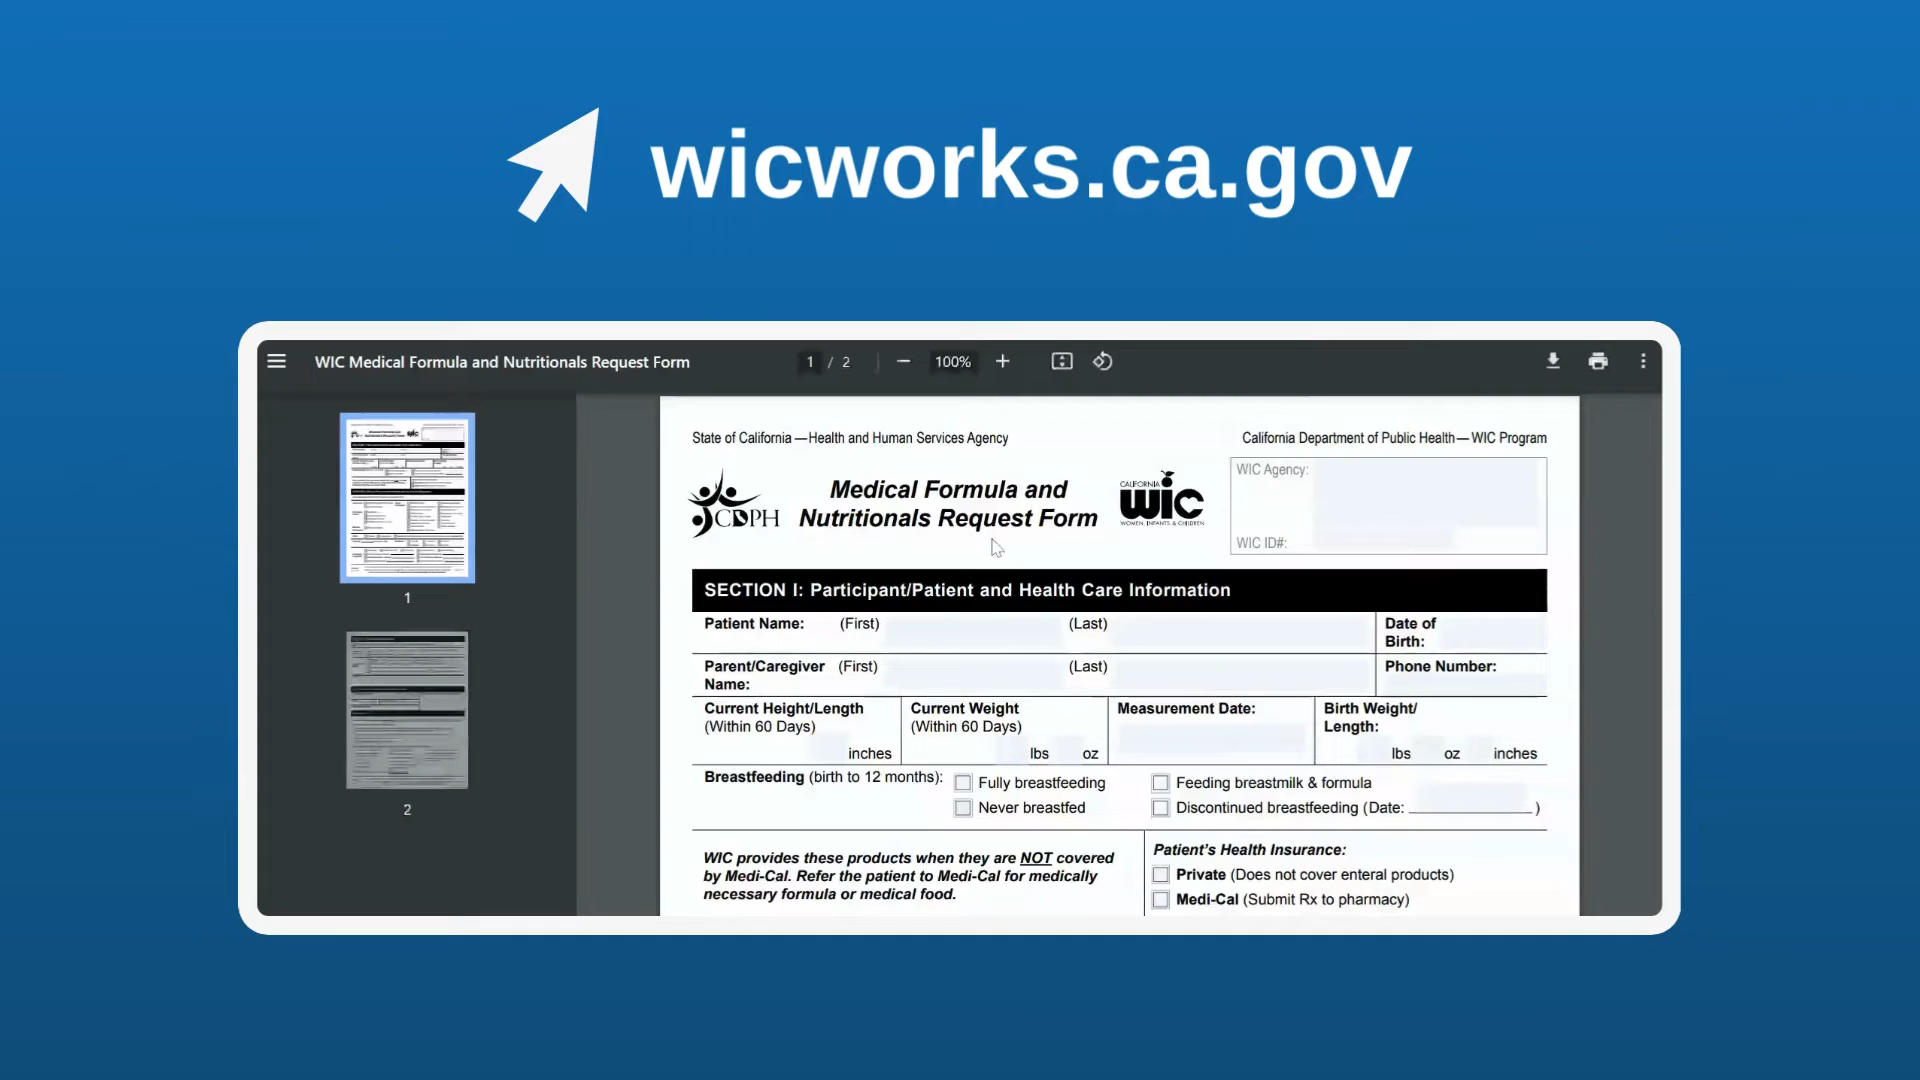 wicworks.ca.gov
WIC Medical Formula and Nutritionals Request Form
1 / 2
100%
1
2
State of California —Health and Human Services Agency
California Department of Public Health— WIC Program
CDPH
Medical Formula and
Nutritionals Request Form
CALIFORNIA
wic
WOMEN, INFANTS & CHILDREN
WIC Agency:
WIC ID#:
SECTION I: Participant/Patient and Health Care Information
Patient Name: (First) (Last) Date of
Birth:
Parent/Caregiver (First) (Last) Phone Number:
Name:
Current Height/Length Current Weight Measurement Date: Birth Weight/
(Within 60 Days) (Within 60 Days) Length:
inches lbs oz lbs oz inches
Breastfeeding (birth to 12 months): Fully breastfeeding Feeding breastmilk & formula
Never breastfed Discontinued breastfeeding (Date: )
WIC provides these products when they are NOT covered
by Medi-Cal. Refer the patient to Medi-Cal for medically
necessary formula or medical food.
Patient’s Health Insurance:
Private (Does not cover enteral products)
Medi-Cal (Submit Rx to pharmacy)